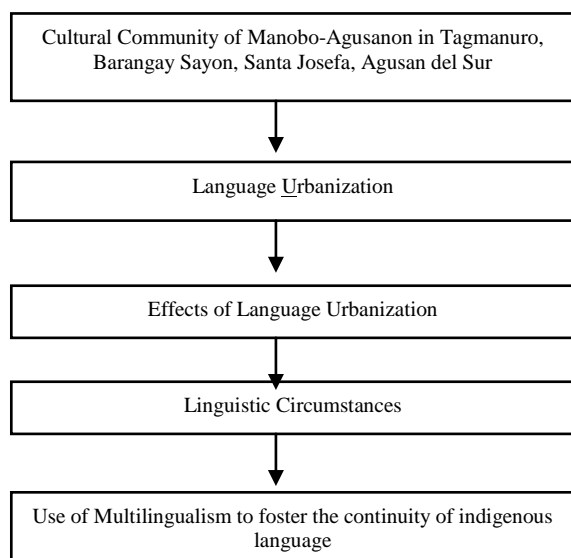 Cultural Community of Manobo-Agusanon in Tagmanuro,
Barangay Sayon, Santa Josefa, Agusan del Sur
Language Urbanization
Effects of Language Urbanization
Linguistic Circumstances
Use of Multilingualism to foster the continuity of indigenous
language